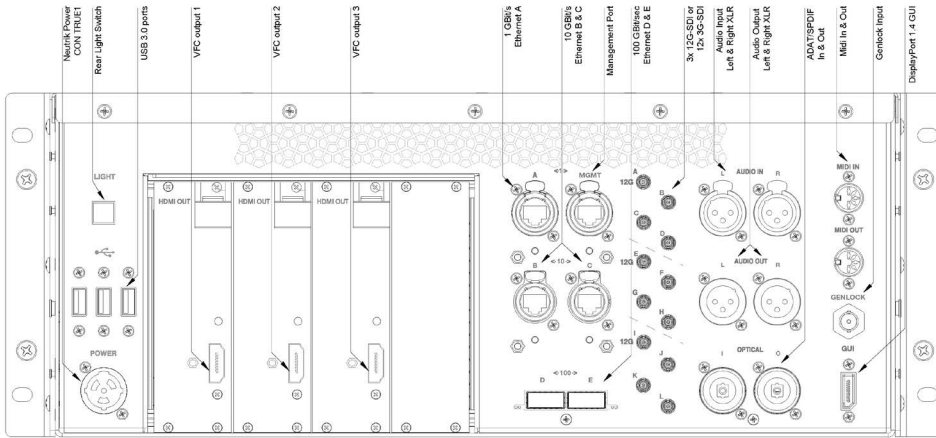 Neutrik Power
CON TRUE1
Rear Light Switch
USB 3.0 ports
VFC output 1
VFC output 2
VFC output 3
1 GBit/s
Ethernet A
10 GBit/s
Ethernet B & C
Management Port
100 GBit/sec
Ethernet D & E
3x 12G-SDI or
12x 3G-SDI
Audio Input
Left & Right XLR
Audio Output
Left & Right XLR
ADAT/SPDIF
In & Out
Midi In & Out
Genlock Input
DisplayPort 1.4 GUI
LIGHT
HDMI OUT
HDMI OUT
HDMI OUT
POWER
A
<1>
MGMT
B
<10>
C
<100>
D
E
A
12G
B
C
D
E
12G
F
G
H
I
12G
J
K
L
L
AUDIO IN
R
AUDIO OUT
L
R
I
OPTICAL
O
MIDI IN
MIDI OUT
GENLOCK
GUI